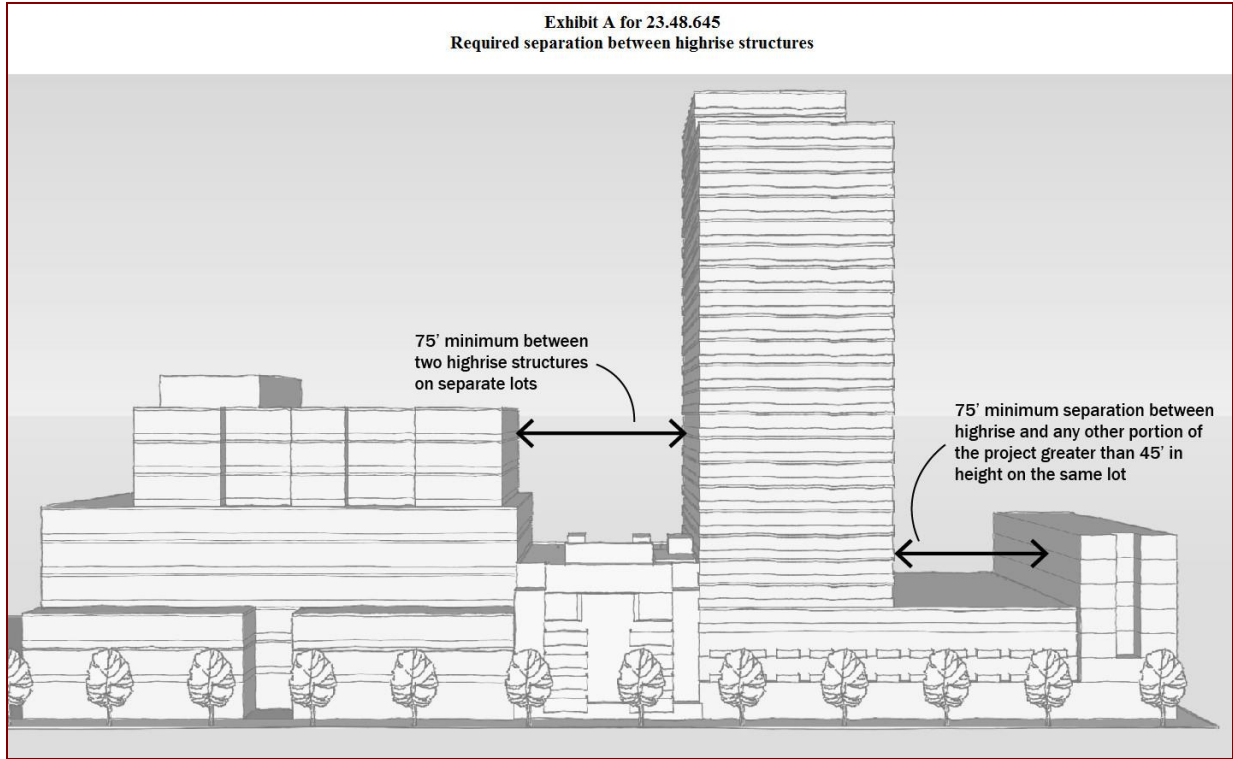 Exhibit A for 23.48.645
Required separation between highrise structures
75’ minimum between
two highrise structures
on separate lots
75’ minimum separation between
highrise and any other portion of
the project greater than 45’ in
height on the same lot